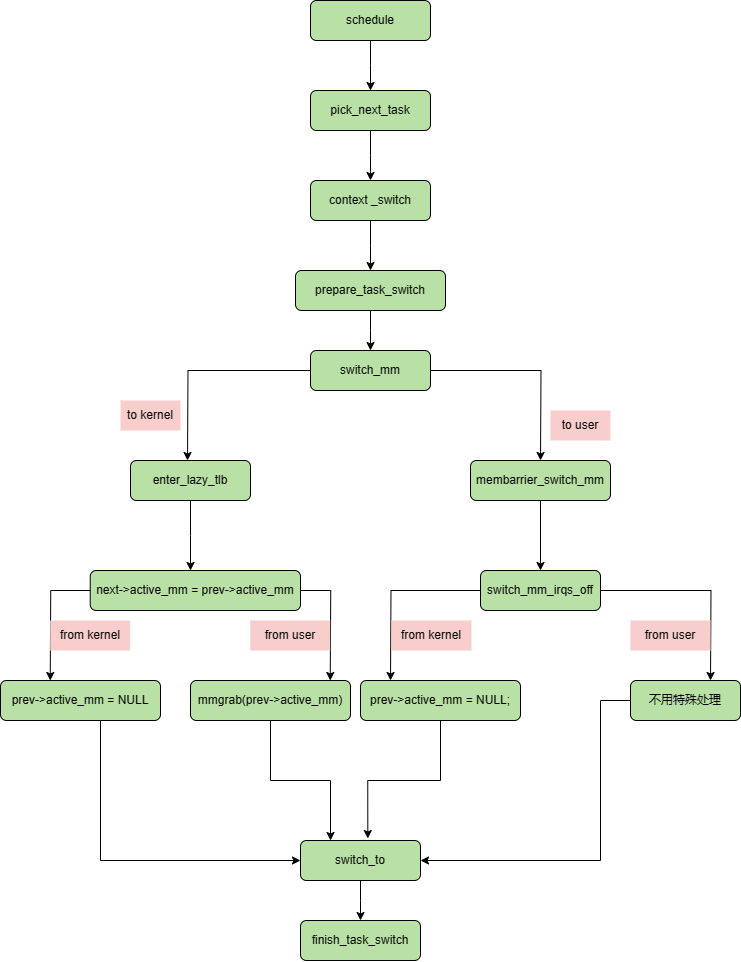 schedule
pick_next_task
context _switch
prepare_task_switch
switch_mm
to kernel
to user
enter_lazy_tlb
membarrier_switch_mm
next->active_mm = prev->active_mm
switch_mm_irqs_off
from kernel
from user
from kernel
from user
prev->active_mm = NULL
mmgrab(prev->active_mm)
prev->active_mm = NULL;
不用特殊处理
switch_to
finish_task_switch